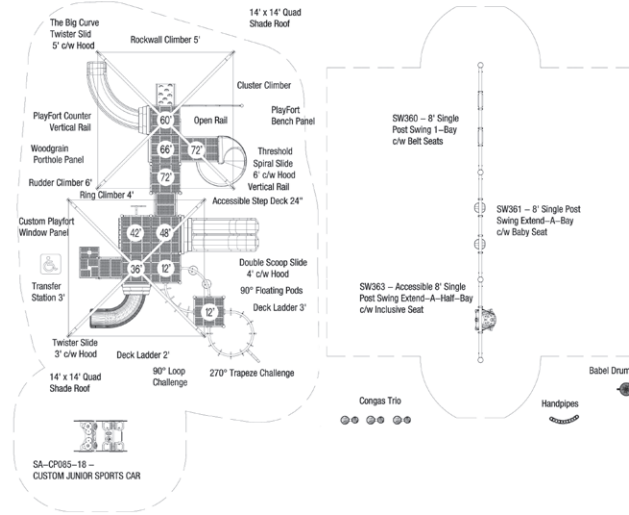 The Big Curve
Twister Slid
5' c/w Hood
Rockwall Climber 5'
14' x 14' Quad
Shade Roof
Cluster Climber
PlayFort Counter
Vertical Rail
60'
Open Rail
PlayFort
Bench Panel
Woodgrain
Porthole Panel
66'
72'
Threshold
Spiral Slide
6' c/w Hood
Vertical Rail
72'
Rudder Climber 6'
Ring Climber 4'
Accessible Step Deck 24"
Custom Playfort
Window Panel
42'
48'
Double Scoop Slide
4' c/w Hood
36'
12'
Transfer
Station 3'
90° Floating Pods
Deck Ladder 3'
12'
Twister Slide
3' c/w Hood
Deck Ladder 2'
90° Loop
Challenge
270° Trapeze Challenge
14' x 14' Quad
Shade Roof
SA-CP085-18 –
CUSTOM JUNIOR SPORTS CAR
SW360 – 8' Single
Post Swing 1-Bay
c/w Belt Seats
SW361 – 8' Single Post
Swing Extend-A-Bay
c/w Baby Seat
SW363 – Accessible 8' Single
Post Swing Extend-A-Half-Bay
c/w Inclusive Seat
Babel Drum
Congas Trio
Handpipes